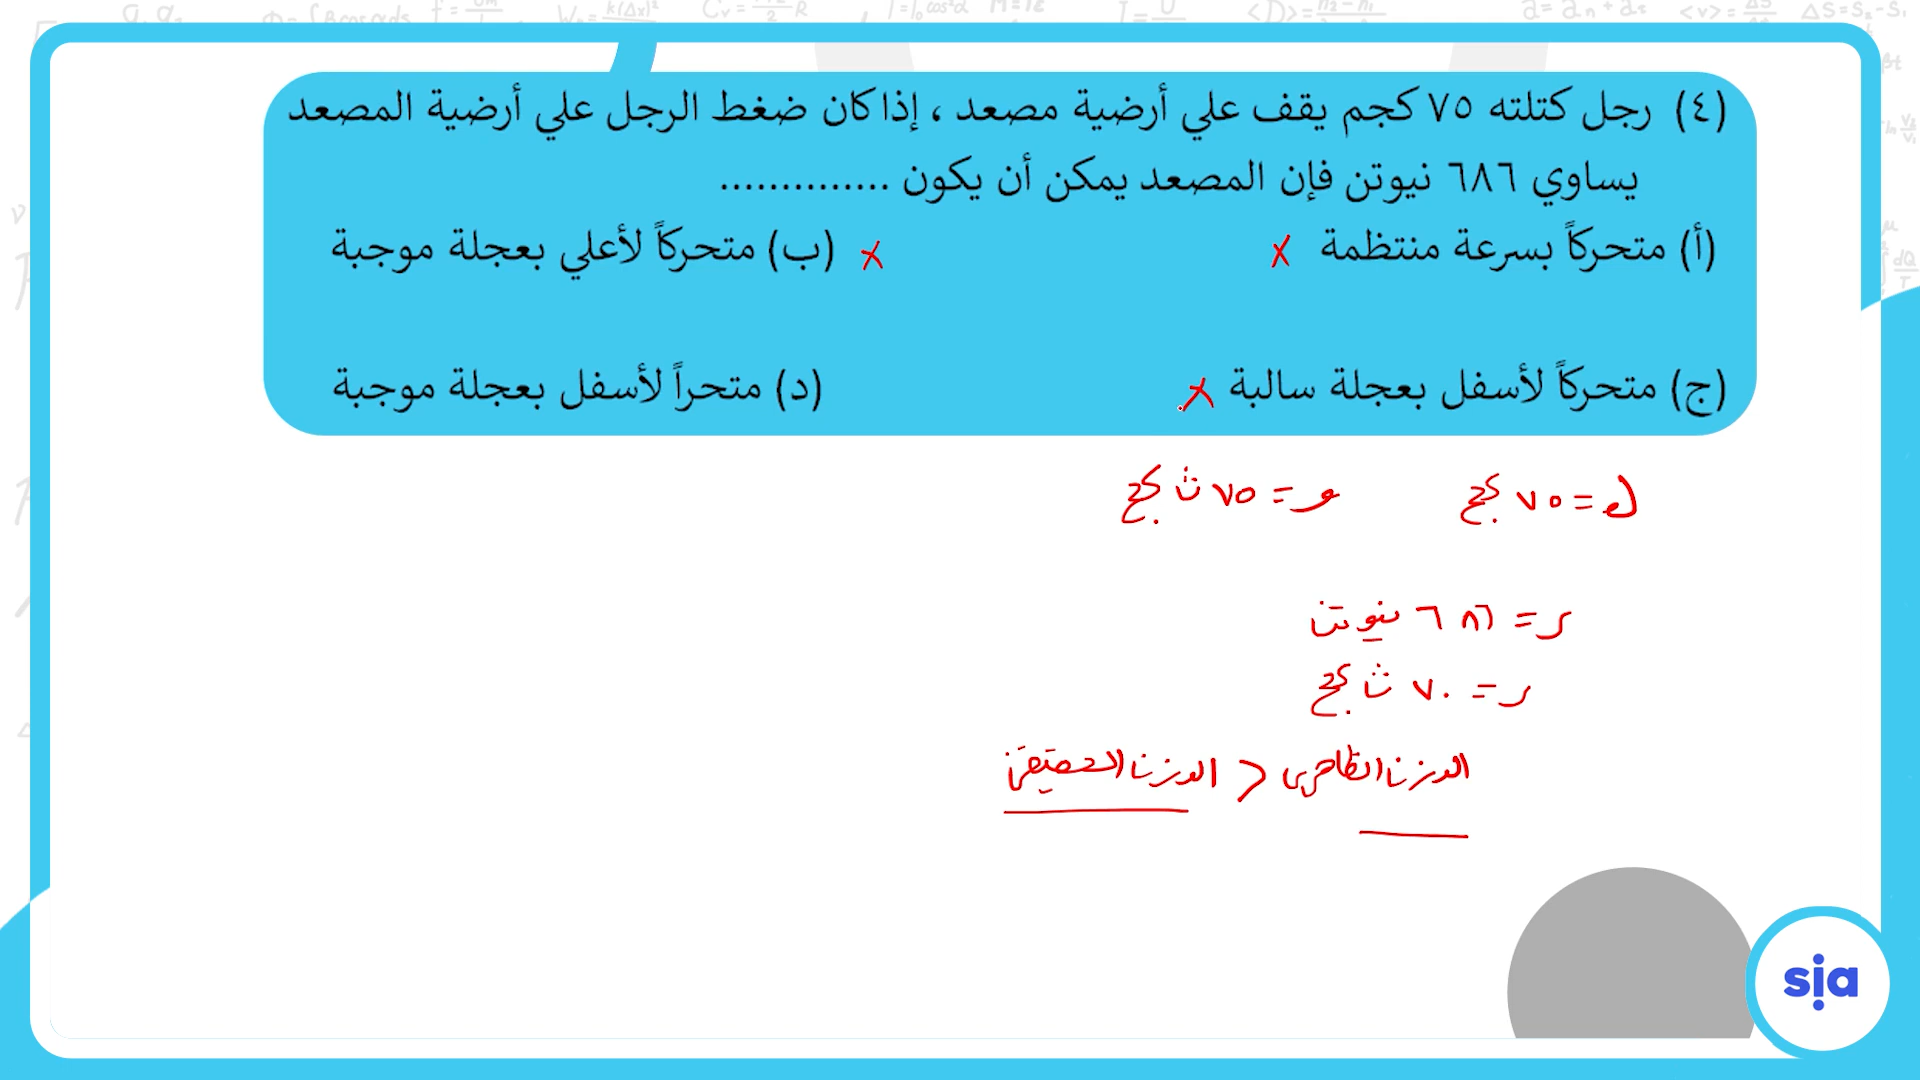 (٤) رجل كتلته ٧٥ كجم يقف علي أرضية مصعد ، إذا كان ضغط الرجل علي أرضية المصعد
يساوي ٦٨٦ نيوتن فإن المصعد يمكن أن يكون ..............
(أ) متحركاً بسرعة منتظمة x (ب) متحركاً لأعلي بعجلة موجبة x
(ج) متحركاً لأسفل بعجلة سالبة x (د) متحراً لأسفل بعجلة موجبة
ك = ٧٥ كجم و = ٧٥ ث كجم
ر = ٦٨٦ نيوتن
ر = ٧٠ ث كجم
الوزن الظاهري < الوزن الحقيقي
sia